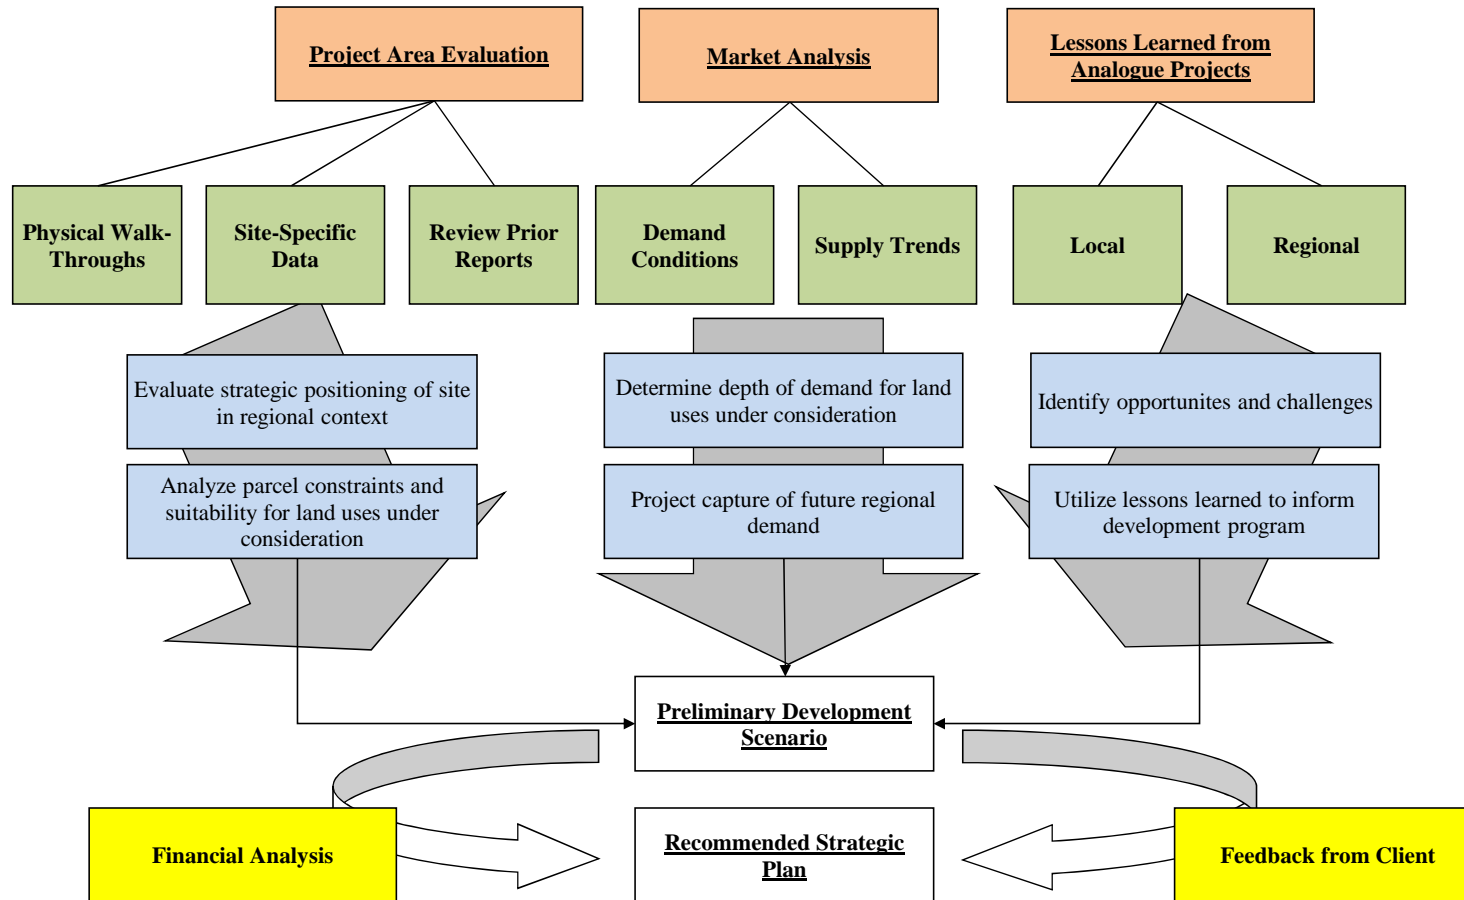 Project Area Evaluation
Market Analysis
Lessons Learned from
Analogue Projects
Physical Walk-
Throughs
Site-Specific
Data
Review Prior
Reports
Demand
Conditions
Supply Trends
Local
Regional
Evaluate strategic positioning of site
in regional context
Determine depth of demand for land
uses under consideration
Identify opportunites and challenges
Analyze parcel constraints and
suitability for land uses under
consideration
Project capture of future regional
demand
Utilize lessons learned to inform
development program
Preliminary Development
Scenario
Financial Analysis
Recommended Strategic
Plan
Feedback from Client